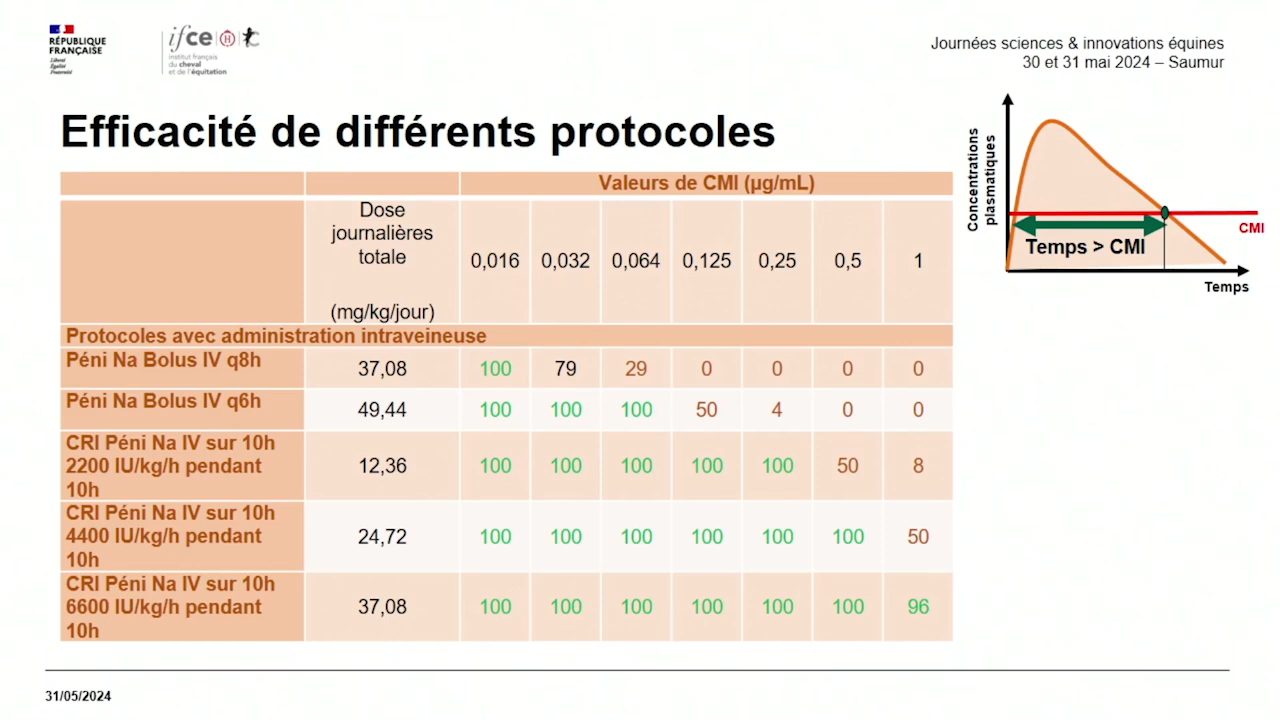 RÉPUBLIQUE
FRANÇAISE
Liberté
Égalité
Fraternité
ifce
institut français
du cheval
et de l'équitation
Journées sciences & innovations équines
30 et 31 mai 2024 – Saumur
Efficacité de différents protocoles
Valeurs de CMI (µg/mL)
Dose
journalières
totale
(mg/kg/jour)
0,016 0,032 0,064 0,125 0,25 0,5 1
Protocoles avec administration intraveineuse
Péni Na Bolus IV q8h 37,08 100 79 29 0 0 0 0
Péni Na Bolus IV q6h 49,44 100 100 100 50 4 0 0
CRI Péni Na IV sur 10h
2200 IU/kg/h pendant
10h
12,36 100 100 100 100 100 50 8
CRI Péni Na IV sur 10h
4400 IU/kg/h pendant
10h
24,72 100 100 100 100 100 100 50
CRI Péni Na IV sur 10h
6600 IU/kg/h pendant
10h
37,08 100 100 100 100 100 100 96
Concentrations
plasmatiques
CMI
Temps > CMI
Temps
31/05/2024